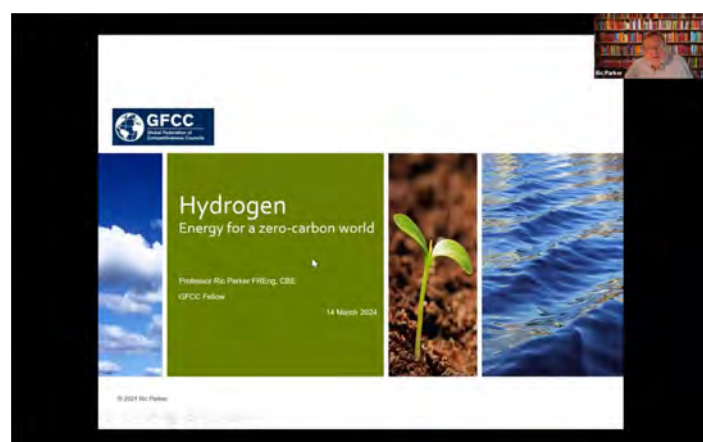 Ric Parker
GFCC
Global Federation of
Competitiveness Councils
Hydrogen
Energy for a zero-carbon world
Professor Ric Parker FREng, CBE
GFCC Fellow
14 March 2024
© 2021 Ric Parker